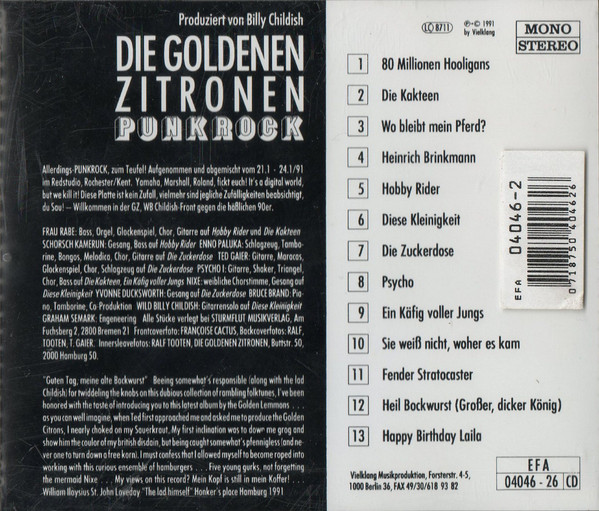 Produziert von Billy Childish
DIE GOLDENEN
ZITRONEN
PUNKROCK
Allerdings-PUNKROCK, zum Teufel! Aufgenommen und abgemischt vom 21.1 - 24.1/91
im Redstudio, Rochester/Kent. Yamaha, Marshall, Roland, fickt euch! It's a digital world,
but we kill it! Diese Platte ist kein Zufall, vielmehr sind jegliche Zufälligkeiten beabsichtigt,
du Sau! – Willkommen in der GZ, WB Childish-Front gegen die häßlichen 90er.
FRAU RABE: Bass, Orgel, Glockenspiel, Chor, Gitarre auf Hobby Rider und Die Kakteen
SCHORSCH KAMERUN: Gesang, Bass auf Hobby Rider ENNO PALUKA: Schlagzeug, Tambo-
rine, Bongos, Melodica, Chor, Gitarre auf Die Zuckerdose TED GAIER: Gitarre, Maracas,
Glockenspiel, Chor, Schlagzeug auf Die Zuckerdose PSYCHO I: Gitarre, Shaker, Triangel,
Chor, Bass auf Die Kakteen, Ein Käfig voller Jungs NIXE: weibliche Chorstimme, Gesang auf
Diese Kleinigkeit YVONNE DUCKSWORTH: Gesang auf Die Zuckerdose BRUCE BRAND: Pia-
no, Tamborine, Co-Produktion WILD BILLY CHILDISH: Gitarrensolo auf Diese Kleinigkeit
GRAHAM SEMARK: Engeneering Alle Stücke verlegt bei STURMFLUT MUSIKVERLAG, Am
Fuchsberg 2, 2800 Bremen 21 Frontcoverfoto: FRANCOISE CACTUS, Backcoverfotos: RALF,
TOOTEN, T. GAIER. Innersleevefotos: RALF TOOTEN, DIE GOLDENEN ZITRONEN, Buttstr. 50,
2000 Hamburg 50.
"Guten Tag, meine alte Bockwurst" Beeing somewhat's responsible (along with the lad
Childish) for twiddeling the knobs on this dubious collection of rambling folktunes, I've been
honored with the taste of introducing you to this latest album by the Golden Lemmons . . .
as you can well imagine, when Ted first approached me and asked me to produce the Golden
Citrons, I nearly choked on my Sauerkraut. My first inclination was to down me grog and
show him the coulor of my british disdain, but being caught somewhat's pfennigless (and ne-
ver one to turn down a free korn). I must confess that I allowed myself to become roped into
working with this curious ensemble of hamburgers . . . Five young gurks, not forgetting
the mermaid Nixe . . . My views on this record? Mein Kopf is still in mein Koffer! . . .
William Iloysius St. John Loveday "The lad himself" Honker's place Hamburg 1991
LC 8711
℗+© 1991
by Vielklang
MONO
STEREO
1 80 Millionen Hooligans
2 Die Kakteen
3 Wo bleibt mein Pferd?
4 Heinrich Brinkmann
5 Hobby Rider
6 Diese Kleinigkeit
7 Die Zuckerdose
8 Psycho
9 Ein Käfig voller Jungs
10 Sie weiß nicht, woher es kam
11 Fender Stratocaster
12 Heil Bockwurst (Großer, dicker König)
13 Happy Birthday Laila
EFA 04046-2
0 718750 404626
Vielklang Musikproduktion, Forsterstr. 4-5,
1000 Berlin 36, FAX 49/30/618 93 82
EFA
04046 - 26 CD